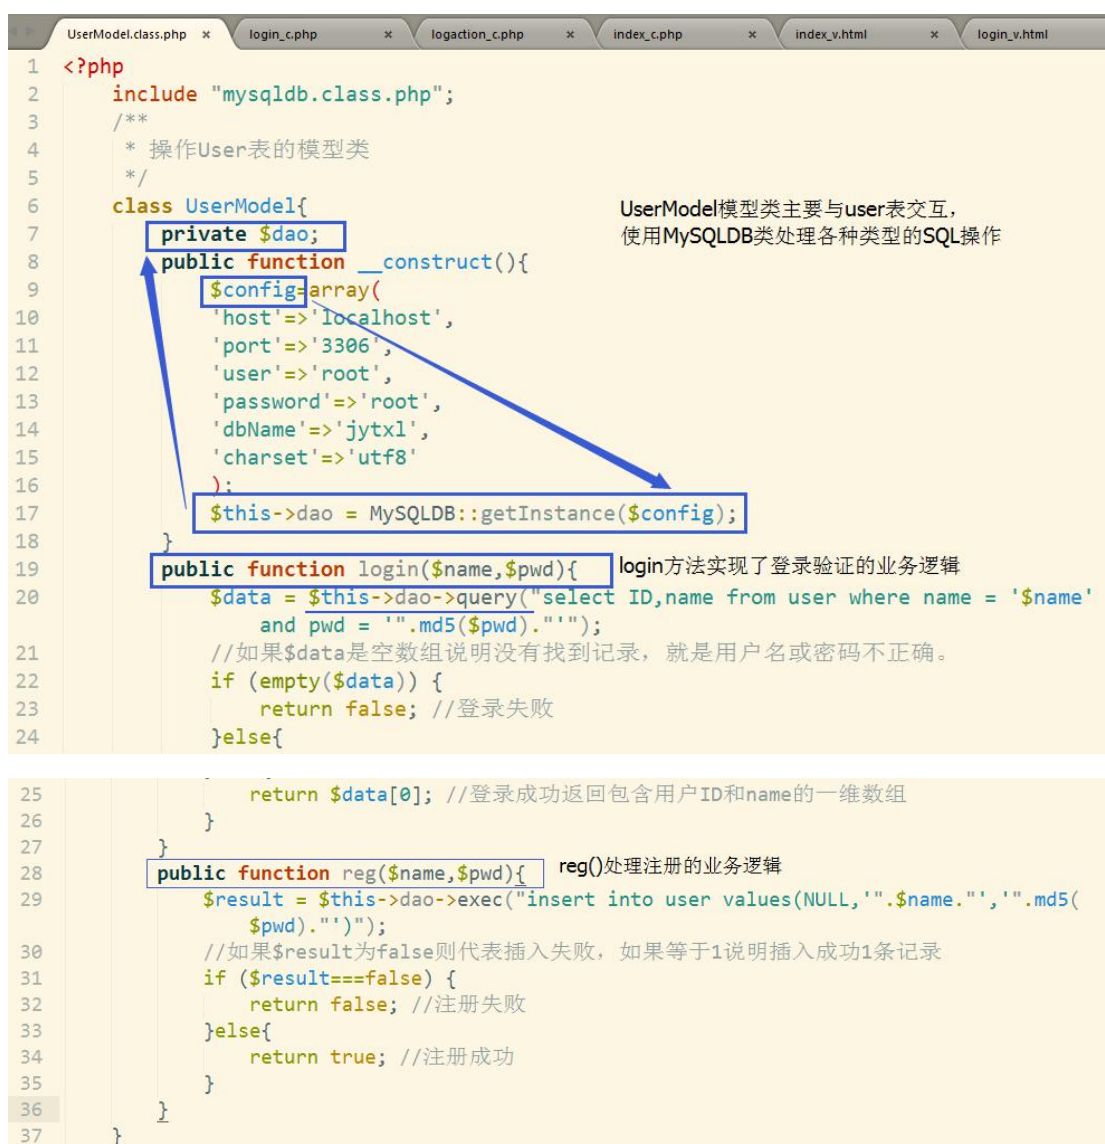 UserModel.class.php × login_c.php × logaction_c.php × index_c.php × index_v.html × login_v.html
1 <?php
2 include "mysqldb.class.php";
3 /**
4 * 操作User表的模型类
5 */
6 class UserModel{
UserModel模型类主要与user表交互,
7 private $dao;
使用MySQLDB类处理各种类型的SQL操作
8 public function __construct(){
9 $config=array(
10 'host'=>'localhost',
11 'port'=>'3306',
12 'user'=>'root',
13 'password'=>'root',
14 'dbName'=>'jytxl',
15 'charset'=>'utf8'
16 );
17 $this->dao = MySQLDB::getInstance($config);
18 }
19 public function login($name,$pwd){ login方法实现了登录验证的业务逻辑
20 $data = $this->dao->query("select ID,name from user where name = '$name'
and pwd = '".md5($pwd)."'");
21 //如果$data是空数组说明没有找到记录，就是用户名或密码不正确。
22 if (empty($data)) {
23 return false; //登录失败
24 }else{
25 return $data[0]; //登录成功返回包含用户ID和name的一维数组
26 }
27 }
28 public function reg($name,$pwd){ reg()处理注册的业务逻辑
29 $result = $this->dao->exec("insert into user values(NULL,'".$name."','".md5(
$pwd)."')");
30 //如果$result为false则代表插入失败，如果等于1说明插入成功1条记录
31 if ($result===false) {
32 return false; //注册失败
33 }else{
34 return true; //注册成功
35 }
36 }
37 }